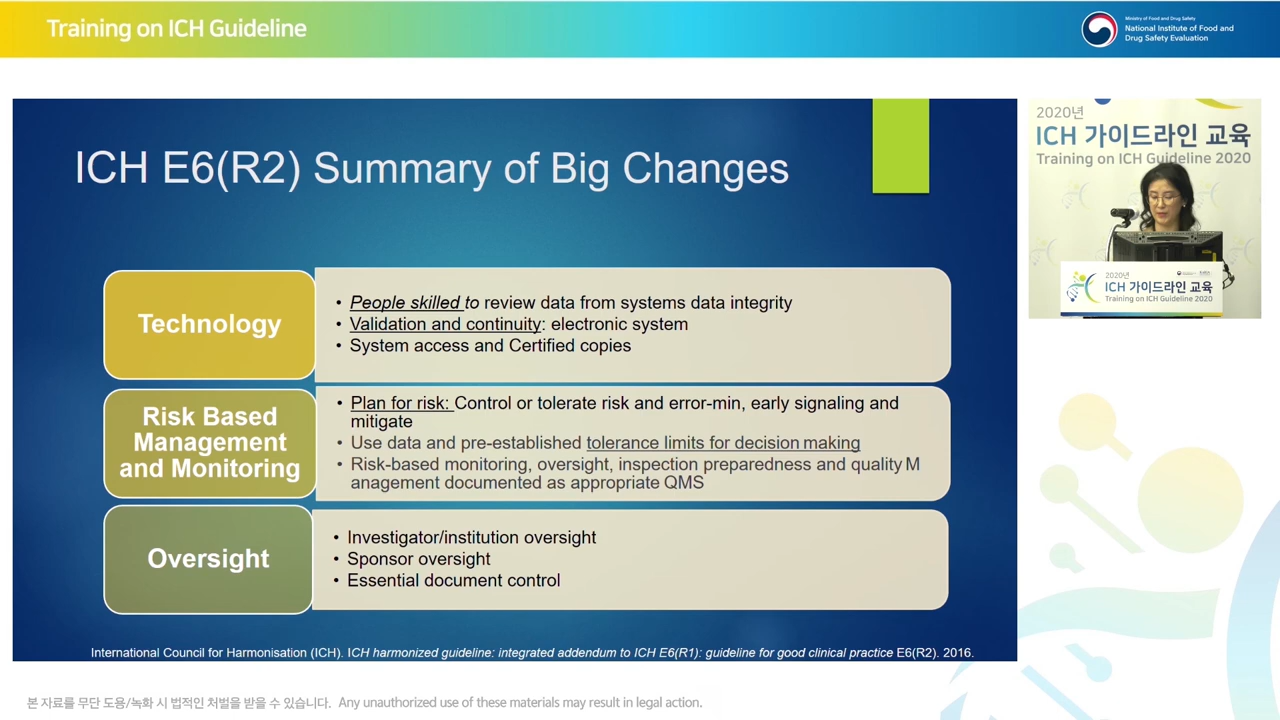 Training on ICH Guideline
Ministry of Food and Drug Safety
National Institute of Food and
Drug Safety Evaluation
ICH E6(R2) Summary of Big Changes
Technology
• People skilled to review data from systems data integrity
• Validation and continuity: electronic system
• System access and Certified copies
Risk Based
Management
and Monitoring
• Plan for risk: Control or tolerate risk and error-min, early signaling and
mitigate
• Use data and pre-established tolerance limits for decision making
• Risk-based monitoring, oversight, inspection preparedness and quality M
anagement documented as appropriate QMS
Oversight
• Investigator/institution oversight
• Sponsor oversight
• Essential document control
International Council for Harmonisation (ICH). ICH harmonized guideline: integrated addendum to ICH E6(R1): guideline for good clinical practice E6(R2). 2016.
2020년
ICH 가이드라인 교육
Training on ICH Guideline 2020
2020년
ICH 가이드라인 교육
Training on ICH Guideline 2020
본 자료를 무단 도용/녹화 시 법적인 처벌을 받을 수 있습니다. Any unauthorized use of these materials may result in legal action.